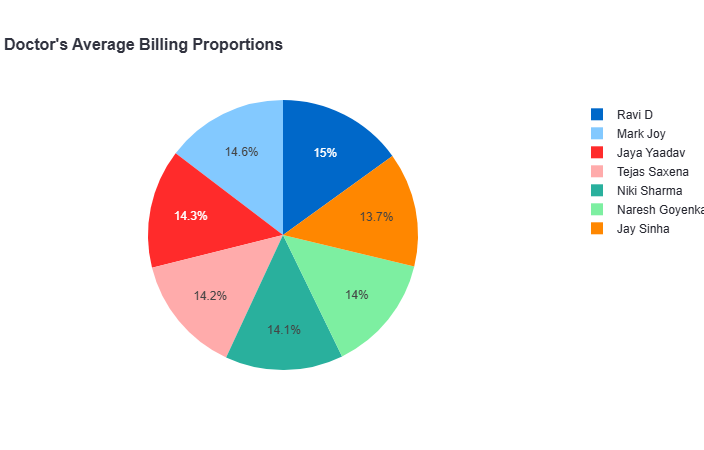 Doctor's Average Billing Proportions
Ravi D
Mark Joy
Jaya Yaadav
Tejas Saxena
Niki Sharma
Naresh Goyenka
Jay Sinha
15%
14.6%
13.7%
14.3%
14.2%
14%
14.1%